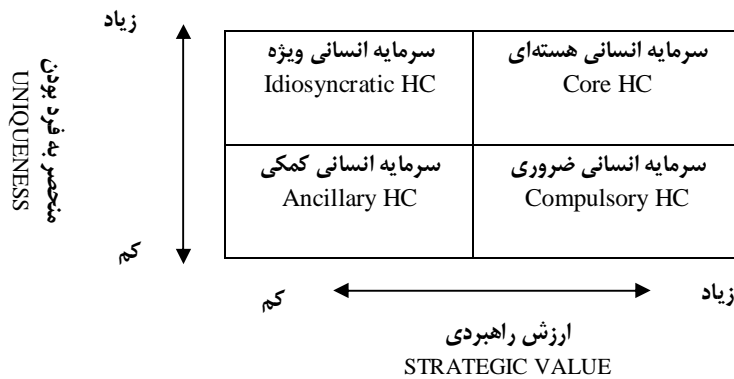 زیاد
سرمایه انسانی هسته‌ای
Core HC
سرمایه انسانی ویژه
Idiosyncratic HC
منحصر به فرد بودن
UNIQUENESS
سرمایه انسانی ضروری
Compulsory HC
سرمایه انسانی کمکی
Ancillary HC
کم
زیاد
کم
ارزش راهبردی
STRATEGIC VALUE